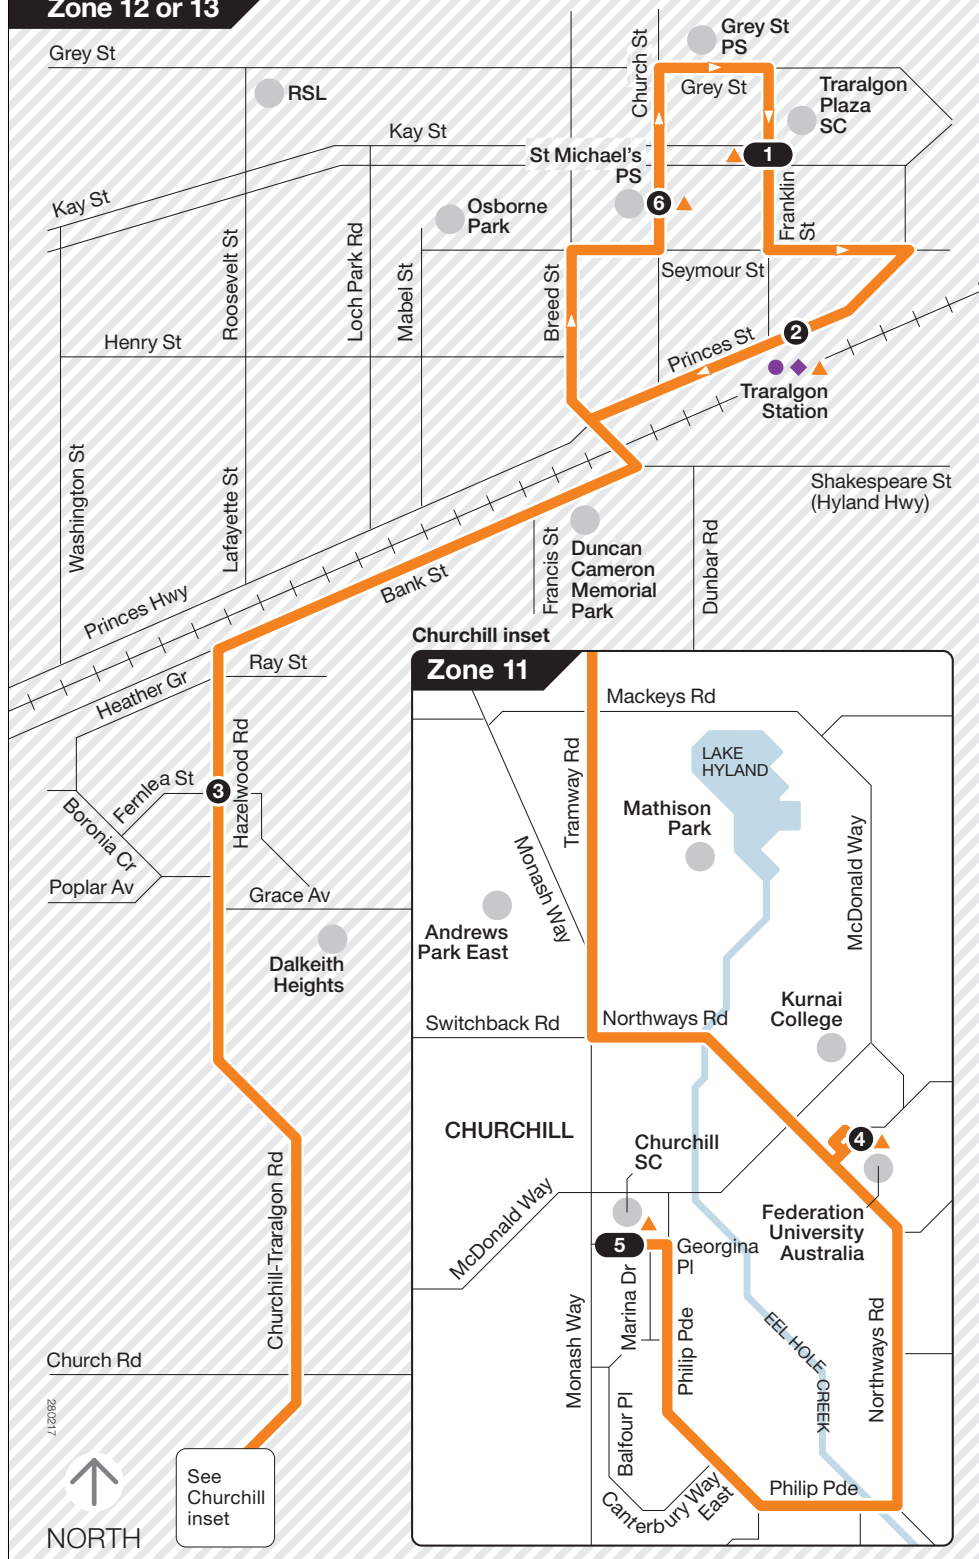 Zone 12 or 13
Grey St
Church St
Grey St
PS
RSL
Grey St
Traralgon
Plaza
SC
Kay St
St Michael's
PS
1
Kay St
Osborne
Park
6
Franklin
St
Roosevelt St
Loch Park Rd
Mabel St
Breed St
Seymour St
Henry St
Princes St
2
Traralgon
Station
Washington St
Lafayette St
Shakespeare St
(Hyland Hwy)
Princes Hwy
Bank St
Francis St
Duncan
Cameron
Memorial
Park
Dunbar Rd
Heather Gr
Ray St
Fernlea St
3
Hazelwood Rd
Boronia Cr
Poplar Av
Grace Av
Dalkeith
Heights
Churchill-Traralgon Rd
Church Rd
280217
NORTH
See
Churchill
inset
Churchill inset
Zone 11
Mackeys Rd
Tramway Rd
LAKE
HYLAND
Mathison
Park
Monash Way
McDonald Way
Andrews
Park East
Kurnai
College
Switchback Rd
Northways Rd
CHURCHILL
Churchill
SC
4
McDonald Way
Federation
University
Australia
5
Georgina
Pl
Marina Dr
Monash Way
Philip Pde
EEL HOLE CREEK
Northways Rd
Balfour Pl
Canterbury Way
East
Philip Pde